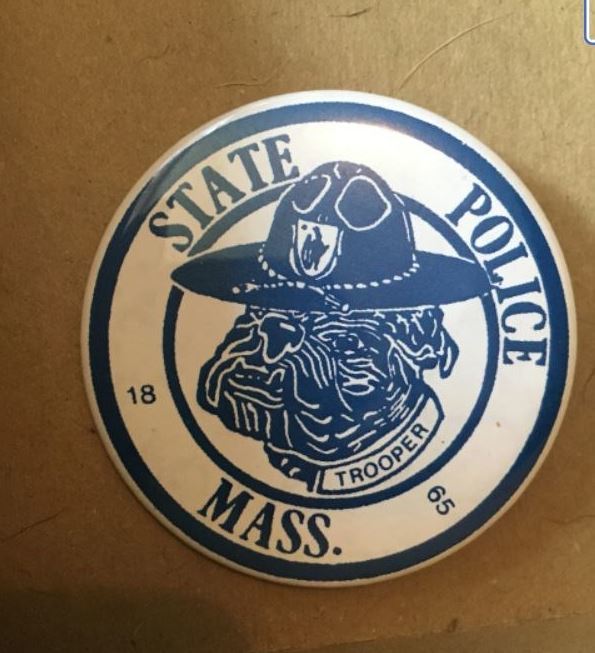 STATE POLICE
18
65
TROOPER
MASS.